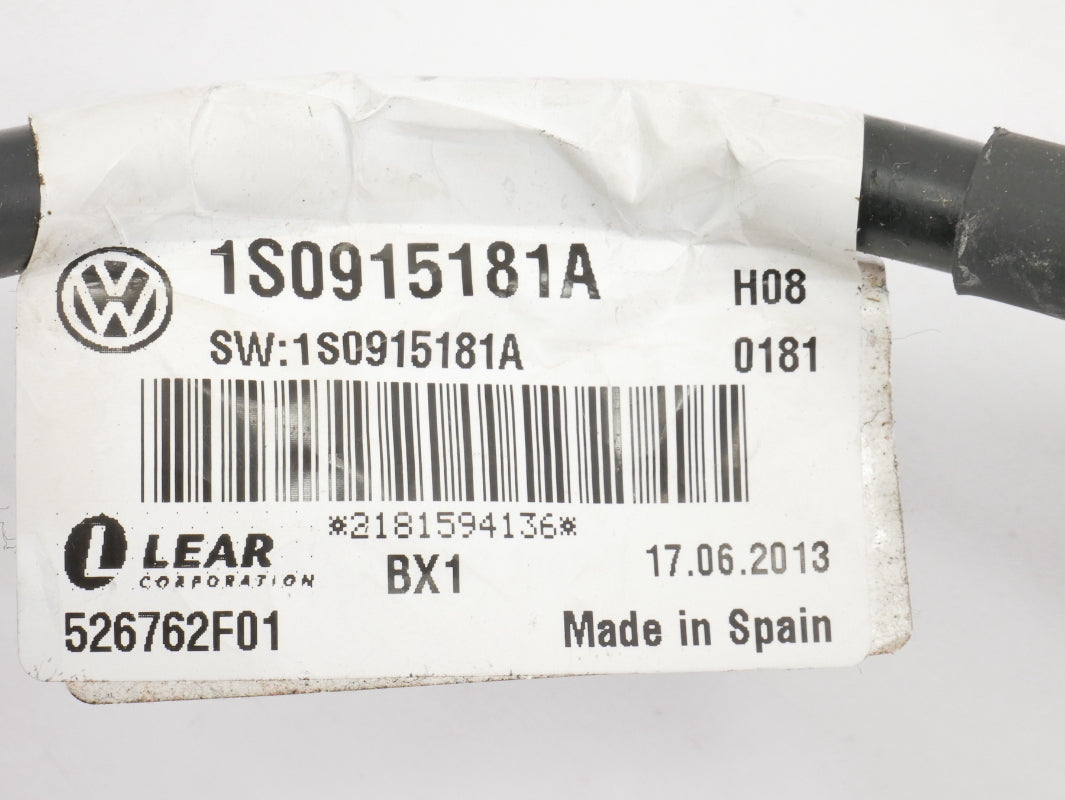 1S0915181A
H08
SW:1S0915181A
0181
*2181594136*
LEAR
CORPORATION
BX1
17.06.2013
526762F01
Made in Spain